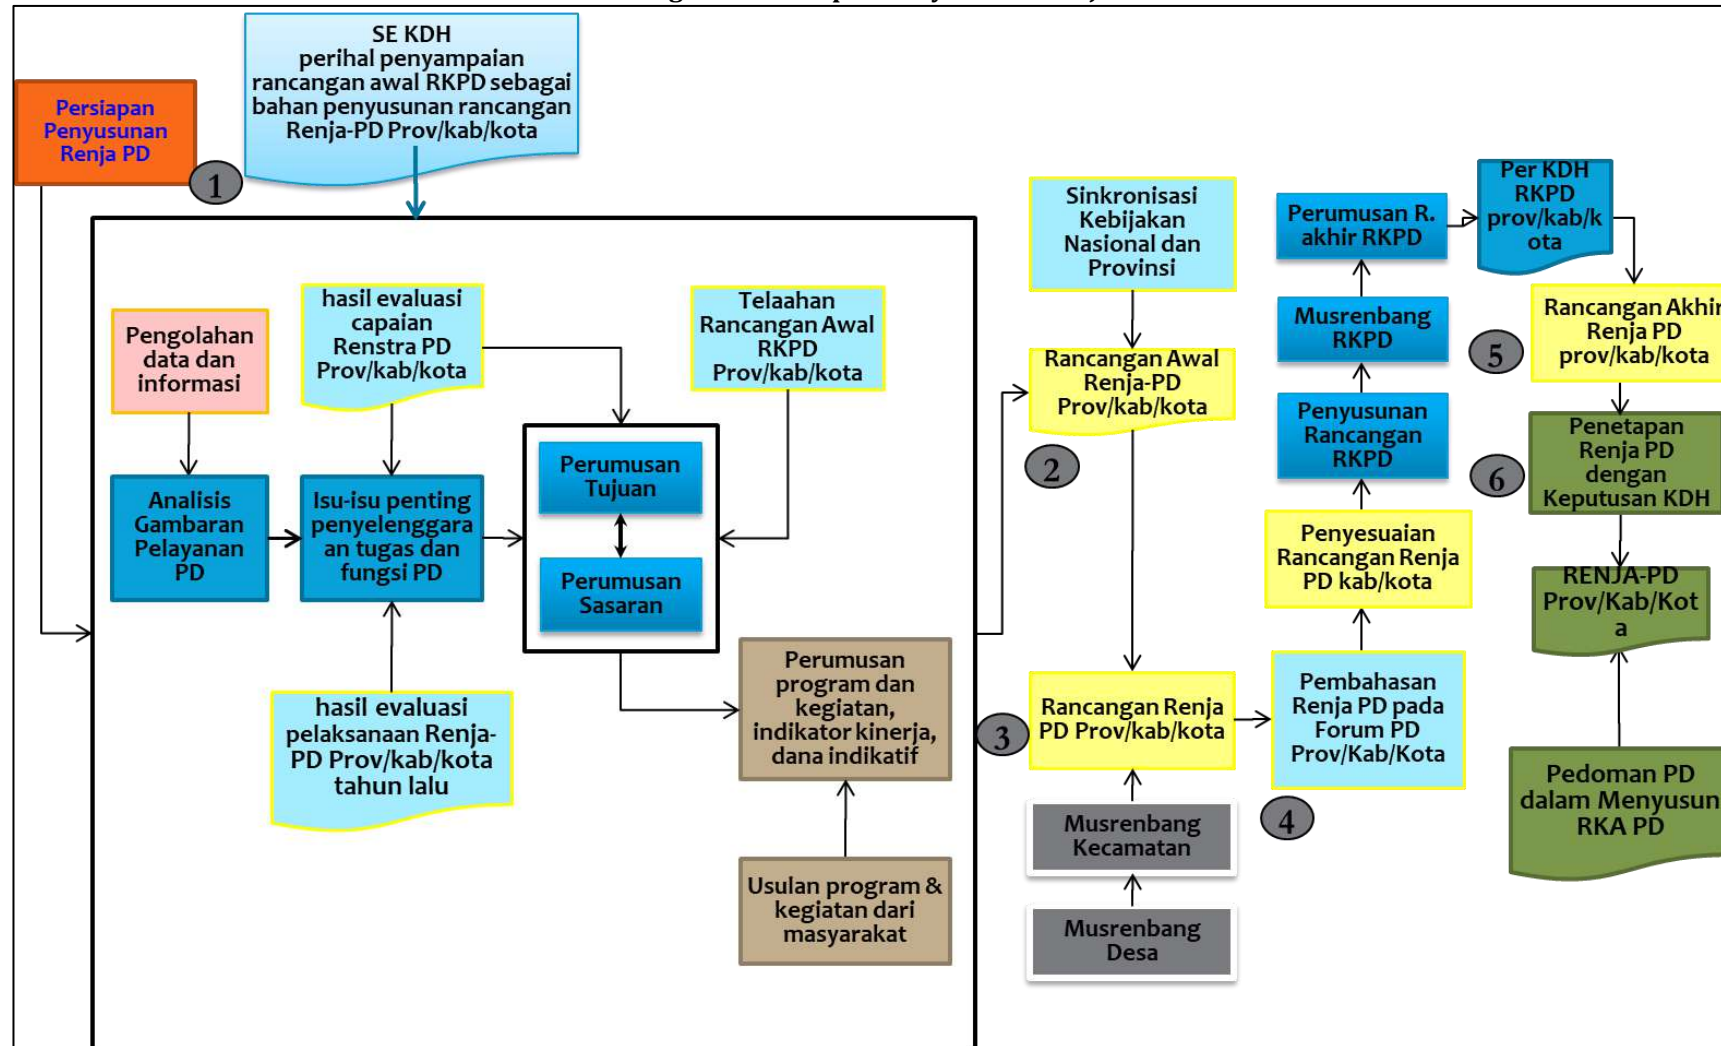 SE KDH
perihal penyampaian
rancangan awal RKPD sebagai
bahan penyusunan rancangan
Renja-PD Prov/kab/kota
Persiapan
Penyusunan
Renja PD
1
Pengolahan
data dan
informasi
hasil evaluasi
capaian
Renstra PD
Prov/kab/kota
Telaahan
Rancangan Awal
RKPD
Prov/kab/kota
Analisis
Gambaran
Pelayanan
PD
Isu-isu penting
penyelenggara
an tugas dan
fungsi PD
Perumusan
Tujuan
Perumusan
Sasaran
hasil evaluasi
pelaksanaan Renja-
PD Prov/kab/kota
tahun lalu
Perumusan
program dan
kegiatan,
indikator kinerja,
dana indikatif
Usulan program &
kegiatan dari
masyarakat
Sinkronisasi
Kebijakan
Nasional dan
Provinsi
Rancangan Awal
Renja-PD
Prov/kab/kota
2
3
Rancangan Renja
PD Prov/kab/kota
Musrenbang
Kecamatan
Musrenbang
Desa
4
Pembahasan
Renja PD pada
Forum PD
Prov/Kab/Kota
Penyesuaian
Rancangan Renja
PD kab/kota
Penyusunan
Rancangan
RKPD
Musrenbang
RKPD
Perumusan R.
akhir RKPD
Per KDH
RKPD
prov/kab/k
ota
5
Rancangan Akhir
Renja PD
prov/kab/kota
6
Penetapan
Renja PD
dengan
Keputusan KDH
RENJA-PD
Prov/Kab/Kot
a
Pedoman PD
dalam Menyusun
RKA PD